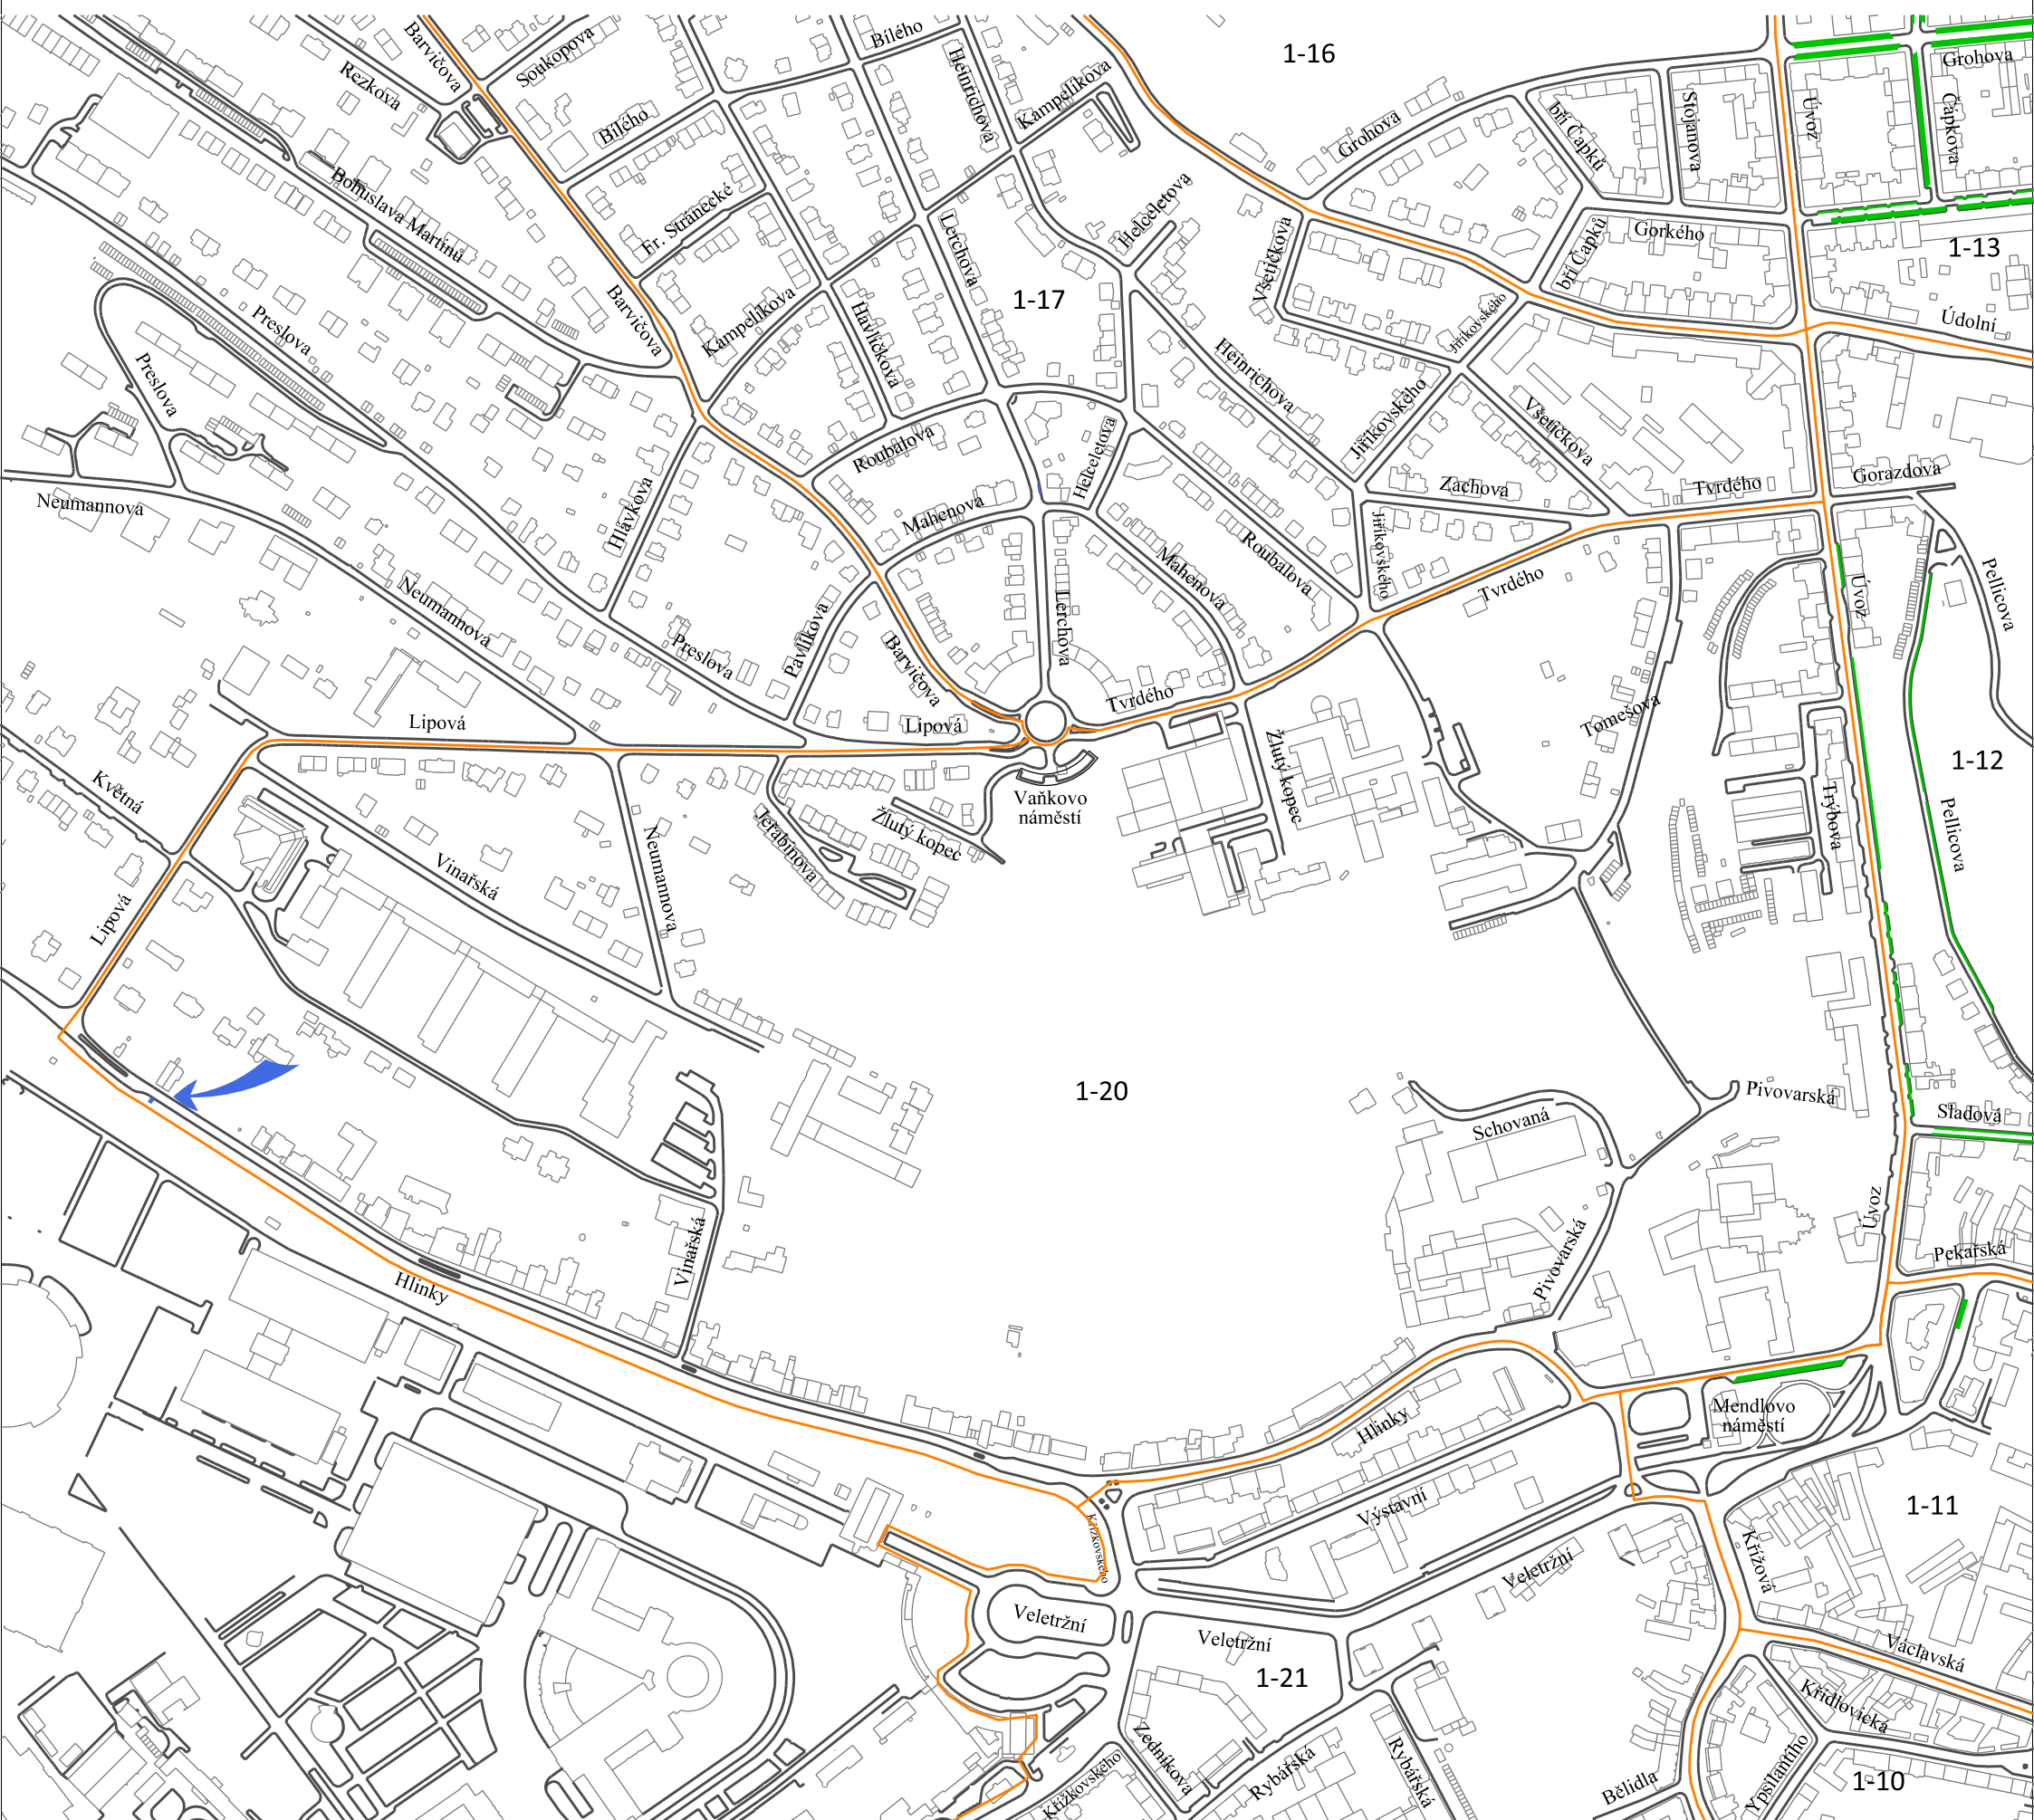 Barvičova
Soukopova
Bílého
Heinrichova
Kampelíkova
1-16
Grohova
Rezkova
Bílého
Grohova
bří Čapků
Stojanova
Úvoz
Čápkova
Bohuslava Martinů
Fr. Stránecké
Lerchova
Helceletova
Všetičkova
bří Čapků
Gorkého
1-13
1-17
Údolní
Preslova
Barvičova
Kampelíkova
Havlíčkova
Jiříkovského
Preslova
Heinrichova
Jiříkovského
Všetičkova
Roubalova
Helceletova
Neumannova
Hlávkova
Mahenova
Zachova
Tvrdého
Gorazdova
Jiříkovského
Roubalova
Mahenova
Tvrdého
Úvoz
Pellicova
Neumannova
Preslova
Pavlíkova
Barvičova
Lerchova
Tvrdého
Tomešova
Lipová
Lipová
Žlutý kopec
1-12
Květná
Vaňkovo
náměstí
Žlutý kopec
Jeřabinova
Trýbova
Pellicova
Vinařská
Neumannova
Lipová
1-20
Pivovarská
Schovaná
Sladová
Úvoz
Vinařská
Pivovarská
Pekařská
Hlinky
Mendlovo
náměstí
Hlinky
Výstavní
1-11
Křížkovského
Veletržní
Křížová
Veletržní
Veletržní
1-21
Václavská
Křídlovická
Zedníkova
Křížkovského
Rybářská
Rybářská
Bělidla
Ypsilantiho
1-10